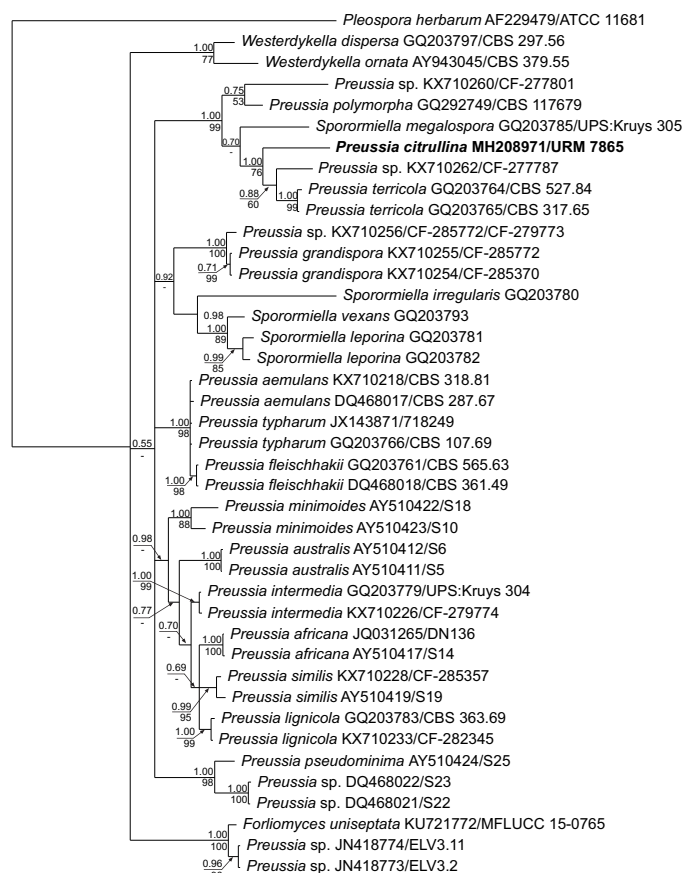 Pleospora herbarum AF229479/ATCC 11681
1.00
77
Westerdykella dispersa GQ203797/CBS 297.56
Westerdykella ornata AY943045/CBS 379.55
0.75
53
Preussia sp. KX710260/CF-277801
Preussia polymorpha GQ292749/CBS 117679
1.00
99
0.70
-
Sporormiella megalospora GQ203785/UPS:Kruys 305
Preussia citrullina MH208971/URM 7865
1.00
76
Preussia sp. KX710262/CF-277787
0.88
60
1.00
99
Preussia terricola GQ203764/CBS 527.84
Preussia terricola GQ203765/CBS 317.65
Preussia sp. KX710256/CF-285772/CF-279773
1.00
100
Preussia grandispora KX710255/CF-285772
0.71
99
Preussia grandispora KX710254/CF-285370
0.92
-
Sporormiella irregularis GQ203780
0.98
Sporormiella vexans GQ203793
1.00
89
Sporormiella leporina GQ203781
0.99
85
Sporormiella leporina GQ203782
Preussia aemulans KX710218/CBS 318.81
Preussia aemulans DQ468017/CBS 287.67
1.00
98
Preussia typharum JX143871/718249
Preussia typharum GQ203766/CBS 107.69
0.55
-
Preussia fleischhakii GQ203761/CBS 565.63
1.00
98
Preussia fleischhakii DQ468018/CBS 361.49
Preussia minimoides AY510422/S18
1.00
88
Preussia minimoides AY510423/S10
0.98
-
Preussia australis AY510412/S6
1.00
100
Preussia australis AY510411/S5
1.00
99
Preussia intermedia GQ203779/UPS:Kruys 304
Preussia intermedia KX710226/CF-279774
0.77
-
0.70
-
Preussia africana JQ031265/DN136
1.00
100
Preussia africana AY510417/S14
0.69
-
Preussia similis KX710228/CF-285357
0.99
95
Preussia similis AY510419/S19
Preussia lignicola GQ203783/CBS 363.69
1.00
99
Preussia lignicola KX710233/CF-282345
Preussia pseudominima AY510424/S25
1.00
98
Preussia sp. DQ468022/S23
1.00
100
Preussia sp. DQ468021/S22
Forliomyces uniseptata KU721772/MFLUCC 15-0765
1.00
100
Preussia sp. JN418774/ELV3.11
0.96
Preussia sp. JN418773/ELV3.2